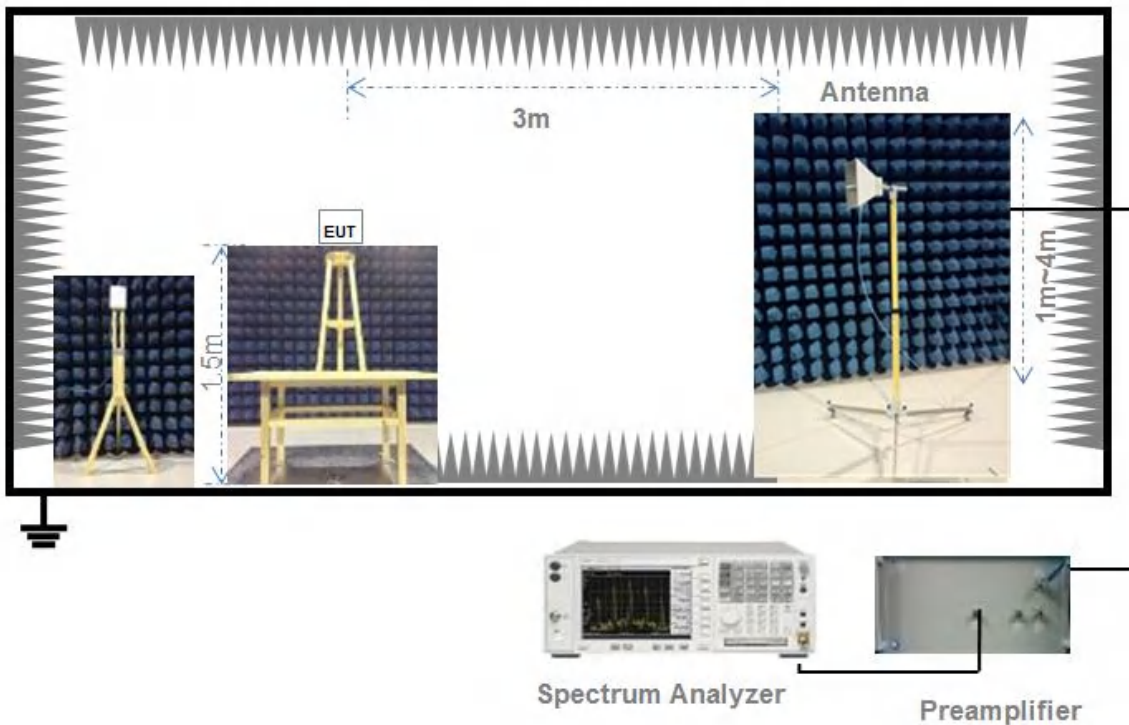 Antenna
3m
EUT
1.5m
1m~4m
Spectrum Analyzer
Preamplifier